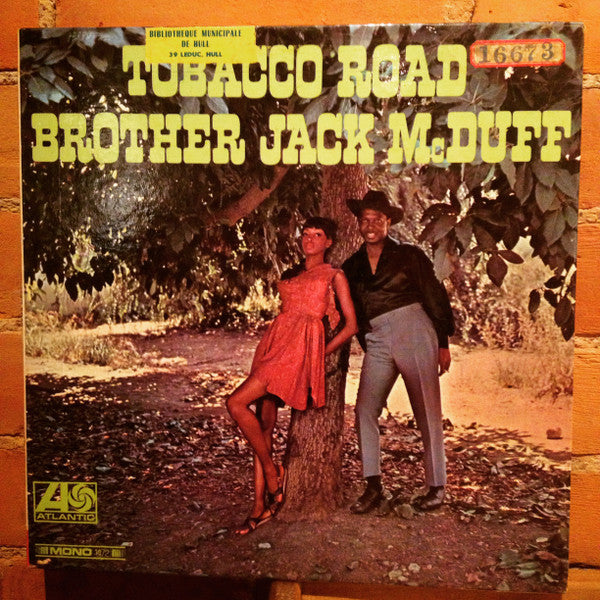 BIBLIOTHEQUE MUNICIPALE
DE HULL
39 LEDUC, HULL
16673
TOBACCO ROAD
BROTHER JACK McDUFF
ATLANTIC
MONO 1472